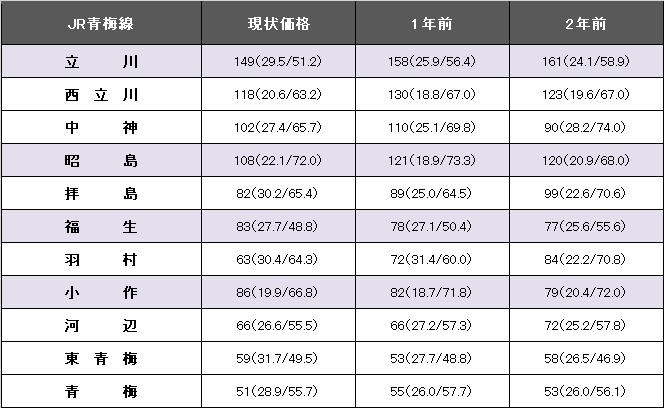 JR青梅線 現状価格 1年前 2年前
立川 149(29.5/51.2) 158(25.9/56.4) 161(24.1/58.9)
西立川 118(20.6/63.2) 130(18.8/67.0) 123(19.6/67.0)
中神 102(27.4/65.7) 110(25.1/69.8) 90(28.2/74.0)
昭島 108(22.1/72.0) 121(18.9/73.3) 120(20.9/68.0)
拝島 82(30.2/65.4) 89(25.0/64.5) 99(22.6/70.6)
福生 83(27.7/48.8) 78(27.1/50.4) 77(25.6/55.6)
羽村 63(30.4/64.3) 72(31.4/60.0) 84(22.2/70.8)
小作 86(19.9/66.8) 82(18.7/71.8) 79(20.4/72.0)
河辺 66(26.6/55.5) 66(27.2/57.3) 72(25.2/57.8)
東青梅 59(31.7/49.5) 53(27.7/48.8) 58(26.5/46.9)
青梅 51(28.9/55.7) 55(26.0/57.7) 53(26.0/56.1)